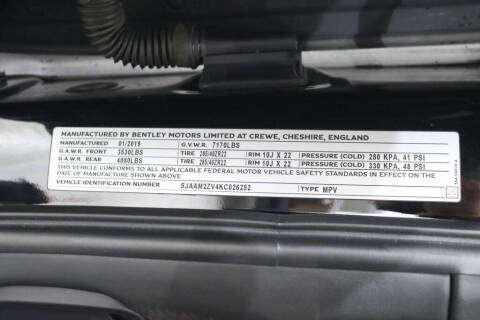 MANUFACTURED BY BENTLEY MOTORS LIMITED AT CREWE, CHESHIRE, ENGLAND
MANUFACTURED 01/2019 G.V.W.R. 7170LBS
G.A.W.R. FRONT 3530LBS TIRE 285/40ZR22 RIM 10J X 22 PRESSURE (COLD) 280 KPA, 41 PSI
G.A.W.R. REAR 4080LBS TIRE 285/40ZR22 RIM 10J X 22 PRESSURE (COLD) 330 KPA, 48 PSI
THIS VEHICLE CONFORMS TO ALL APPLICABLE FEDERAL MOTOR VEHICLE SAFETY STANDARDS IN EFFECT ON THE
DATE OF MANUFACTURE SHOWN ABOVE.
VEHICLE IDENTIFICATION NUMBER SJAAM2ZV4KC026252 TYPE MPV